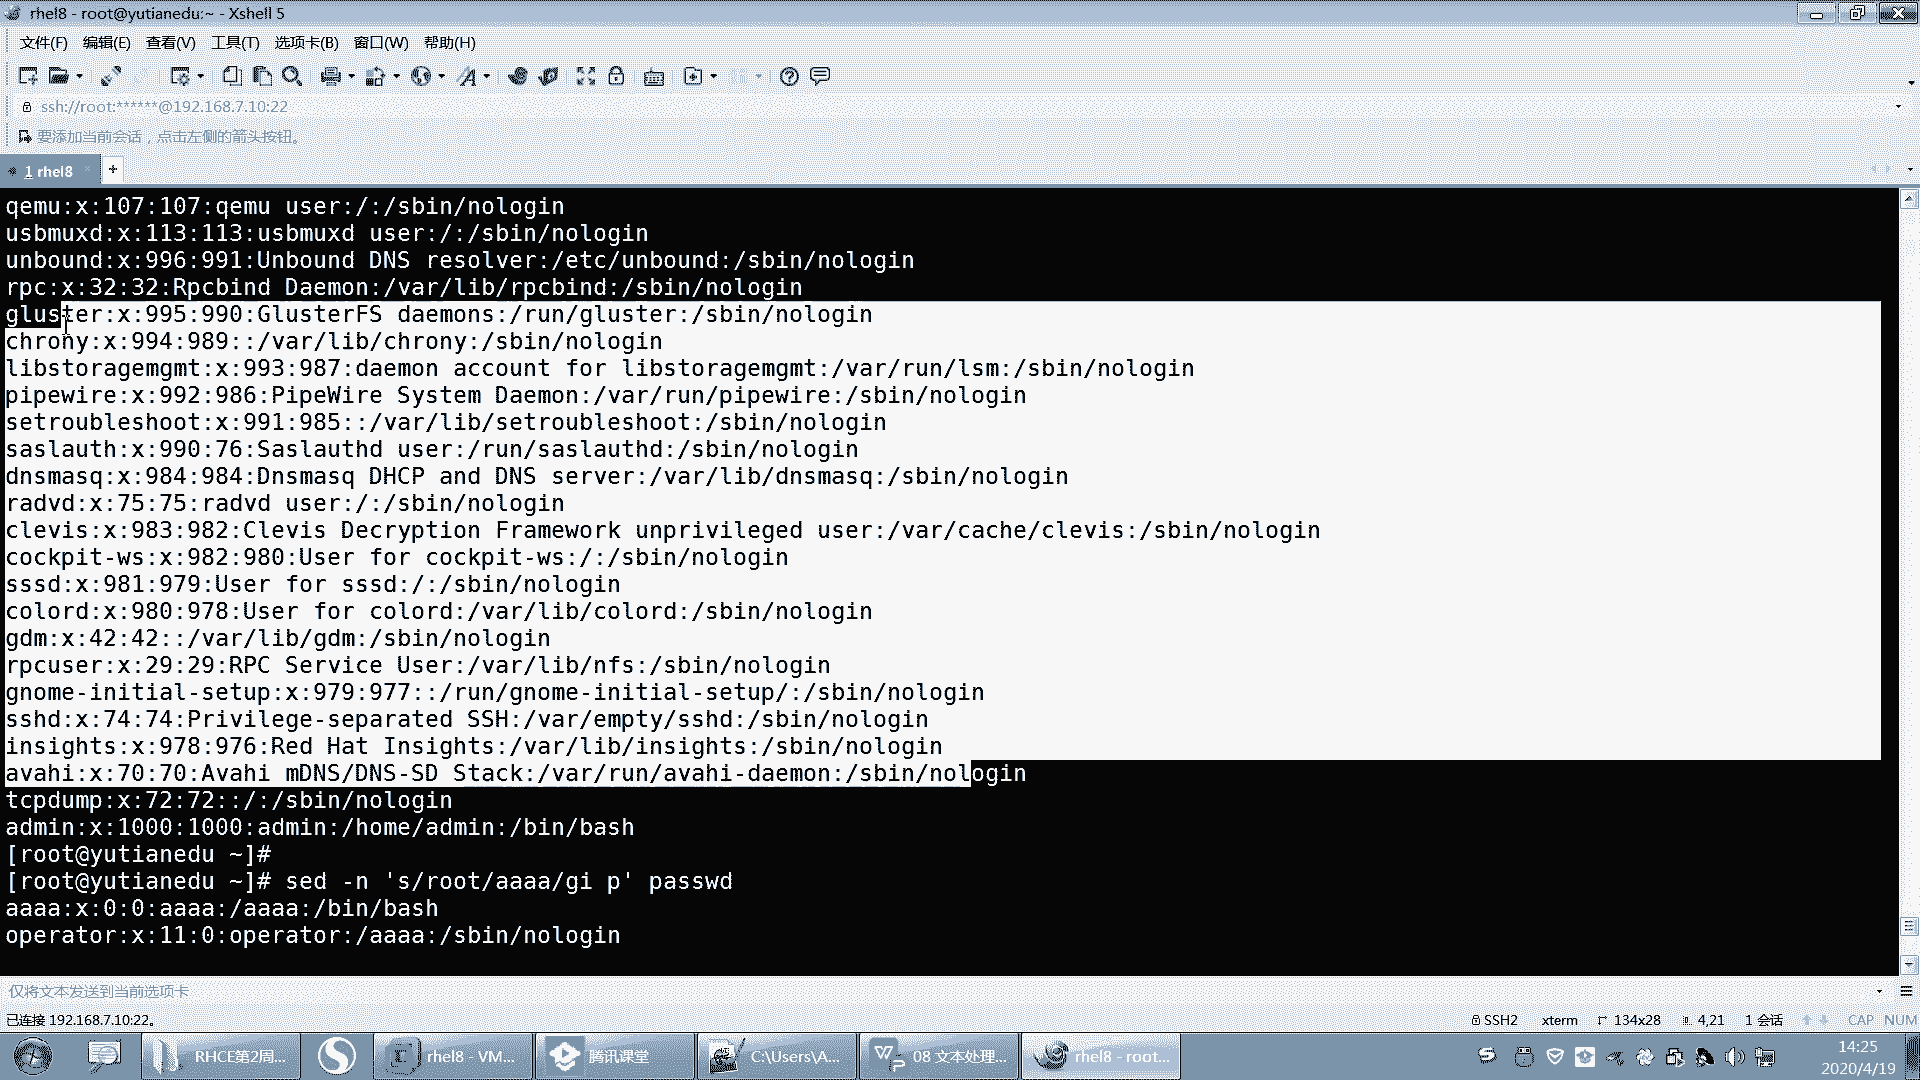 rhel8 - root@yutianedu:~ - Xshell 5
文件(F) 编辑(E) 查看(V) 工具(T) 选项卡(B) 窗口(W) 帮助(H)
ssh://root:******@192.168.7.10:22
要添加当前会话，点击左侧的箭头按钮。
1 rhel8
qemu:x:107:107:qemu user:/:/sbin/nologin
usbmuxd:x:113:113:usbmuxd user:/:/sbin/nologin
unbound:x:996:991:Unbound DNS resolver:/etc/unbound:/sbin/nologin
rpc:x:32:32:Rpcbind Daemon:/var/lib/rpcbind:/sbin/nologin
gluster:x:995:990:GlusterFS daemons:/run/gluster:/sbin/nologin
chrony:x:994:989::/var/lib/chrony:/sbin/nologin
libstoragemgmt:x:993:987:daemon account for libstoragemgmt:/var/run/lsm:/sbin/nologin
pipewire:x:992:986:PipeWire System Daemon:/var/run/pipewire:/sbin/nologin
setroubleshoot:x:991:985::/var/lib/setroubleshoot:/sbin/nologin
saslauth:x:990:76:Saslauthd user:/run/saslauthd:/sbin/nologin
dnsmasq:x:984:984:Dnsmasq DHCP and DNS server:/var/lib/dnsmasq:/sbin/nologin
radvd:x:75:75:radvd user:/:/sbin/nologin
clevis:x:983:982:Clevis Decryption Framework unprivileged user:/var/cache/clevis:/sbin/nologin
cockpit-ws:x:982:980:User for cockpit-ws:/:/sbin/nologin
sssd:x:981:979:User for sssd:/:/sbin/nologin
colord:x:980:978:User for colord:/var/lib/colord:/sbin/nologin
gdm:x:42:42::/var/lib/gdm:/sbin/nologin
rpcuser:x:29:29:RPC Service User:/var/lib/nfs:/sbin/nologin
gnome-initial-setup:x:979:977::/run/gnome-initial-setup/:/sbin/nologin
sshd:x:74:74:Privilege-separated SSH:/var/empty/sshd:/sbin/nologin
insights:x:978:976:Red Hat Insights:/var/lib/insights:/sbin/nologin
avahi:x:70:70:Avahi mDNS/DNS-SD Stack:/var/run/avahi-daemon:/sbin/nologin
tcpdump:x:72:72::/:/sbin/nologin
admin:x:1000:1000:admin:/home/admin:/bin/bash
[root@yutianedu ~]#
[root@yutianedu ~]# sed -n 's/root/aaaa/gi p' passwd
aaaa:x:0:0:aaaa:/aaaa:/bin/bash
operator:x:11:0:operator:/aaaa:/sbin/nologin
仅将文本发送到当前选项卡
已连接 192.168.7.10:22。 SSH2 xterm 134x28 4,21 1 会话 CAP NUM
RHCE第2周... rhel8 - VM... 腾讯课堂 C:\Users\A... 08 文本处理... rhel8 - root...
14:25
2020/4/19